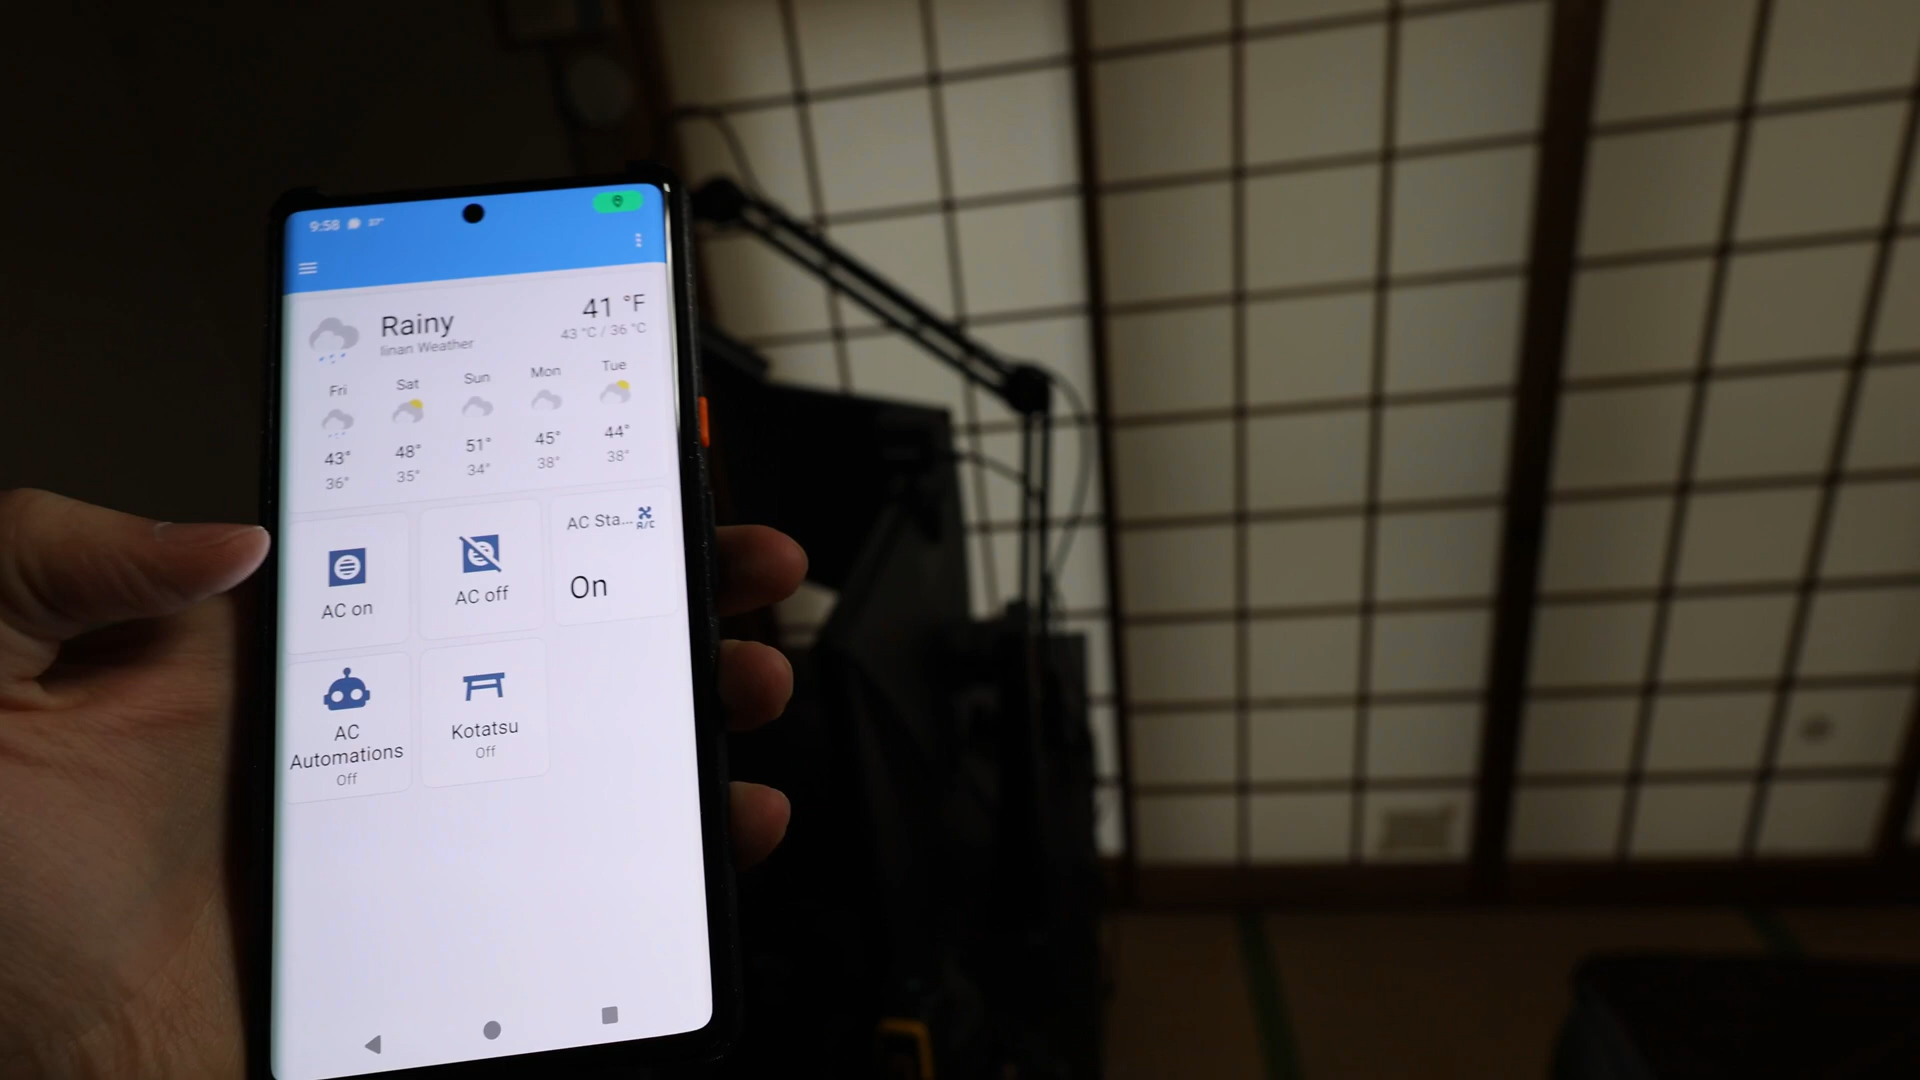 9:58 37°
Rainy
Iinan Weather
41 °F
43 °C / 36 °C
Fri Sat Sun Mon Tue
43° 48° 51° 45° 44°
36° 35° 34° 38° 38°
AC on
AC off
AC Sta...
A/C
On
AC
Automations
Off
Kotatsu
Off